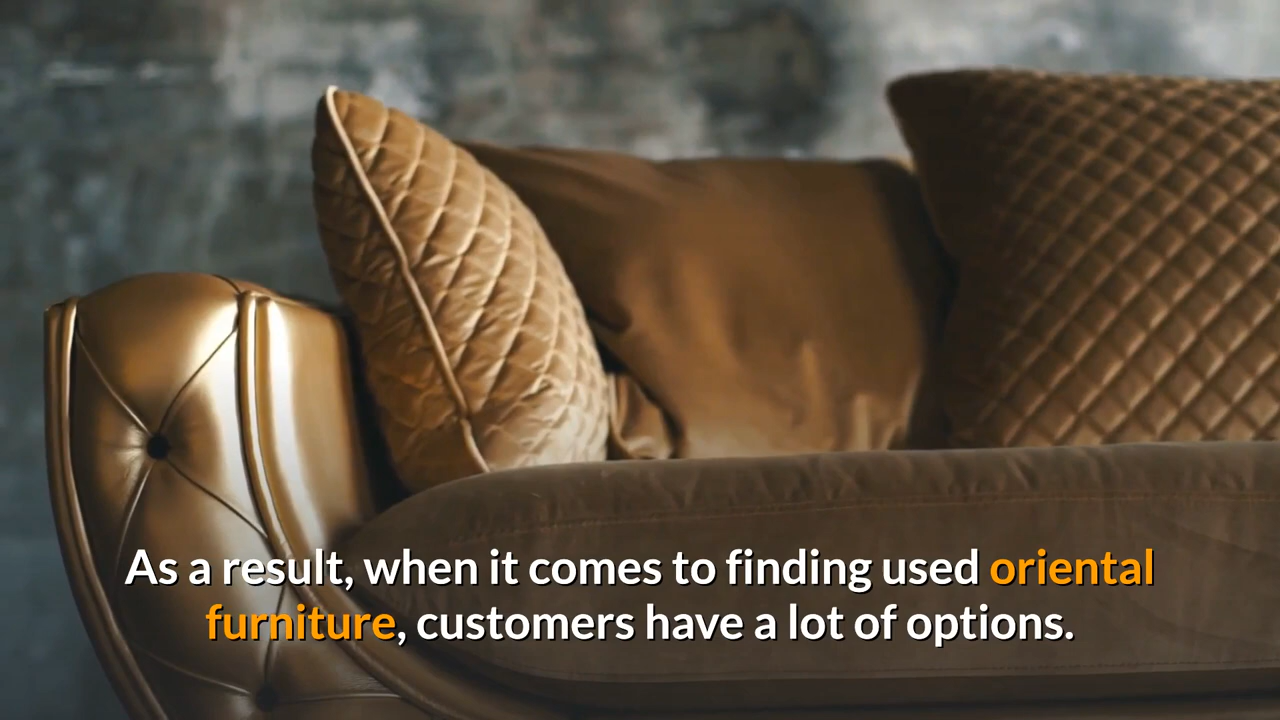 As a result, when it comes to finding used oriental
furniture, customers have a lot of options.